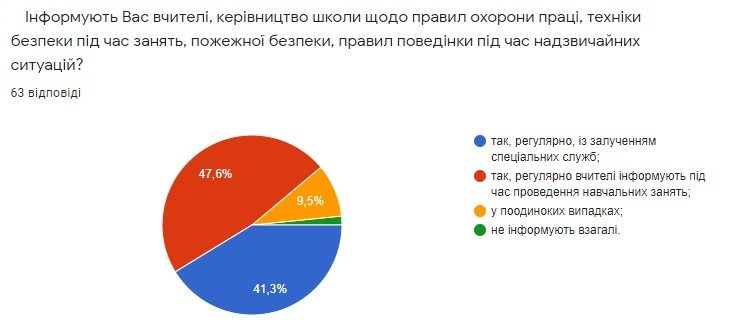 Інформують Вас вчителі, керівництво школи щодо правил охорони праці, техніки
безпеки під час занять, пожежної безпеки, правил поведінки під час надзвичайних
ситуацій?
63 відповіді
так, регулярно, із залученням
спеціальних служб;
так, регулярно вчителі інформують під
час проведення навчальних занять;
у поодиноких випадках;
не інформують взагалі.
47,6%
9,5%
41,3%